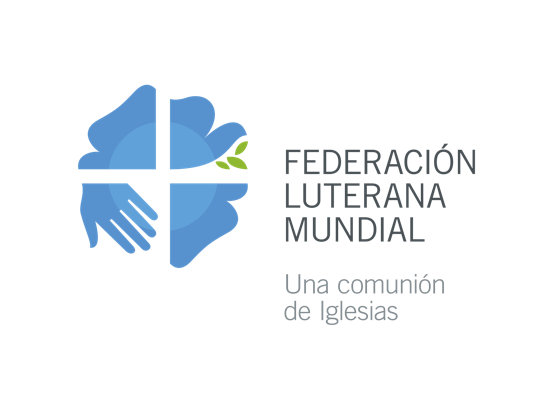 FEDERACIÓN
LUTERANA
MUNDIAL
Una comunión
de Iglesias